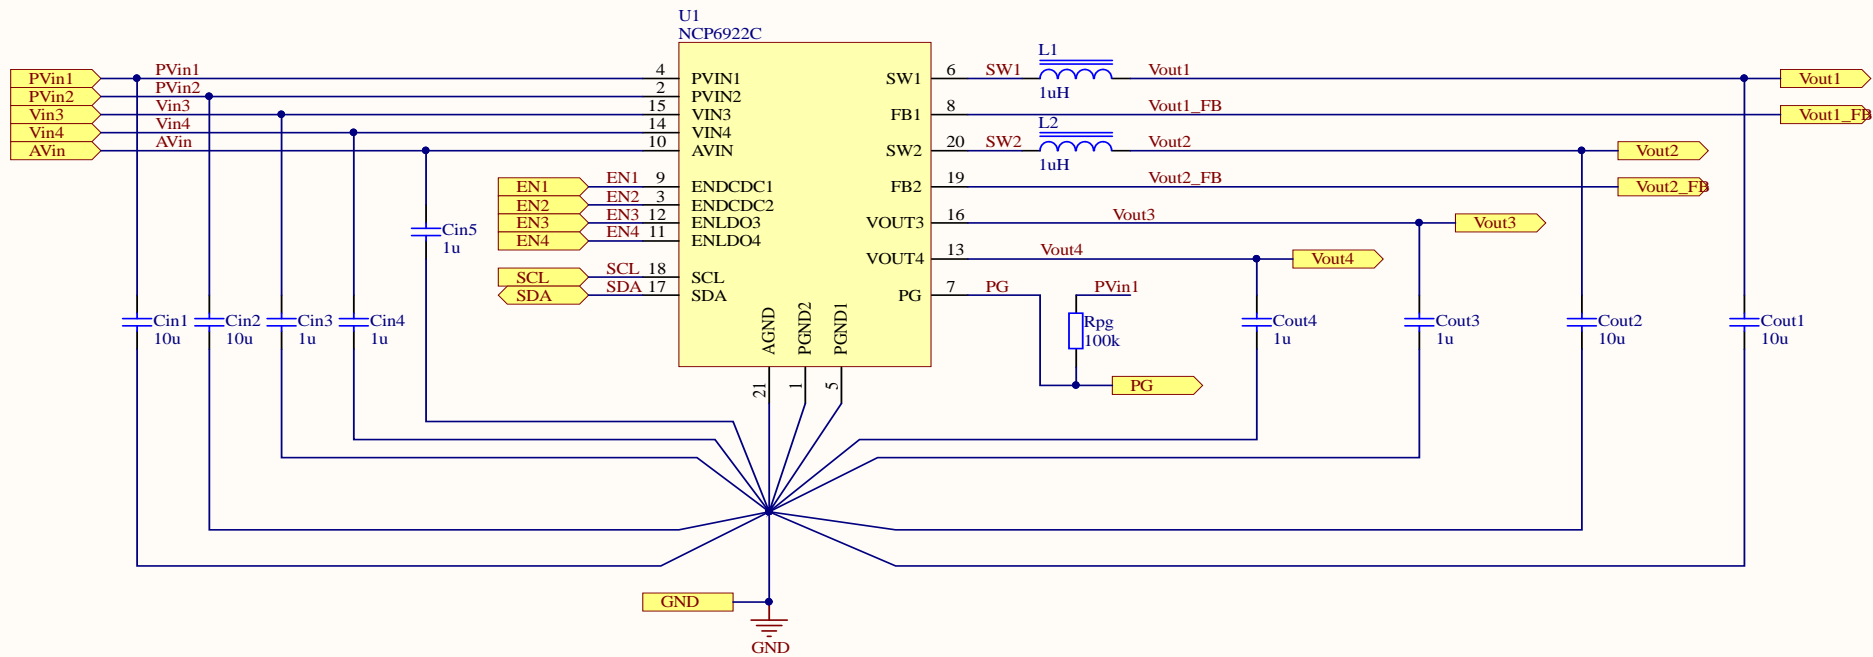 U1
NCP6922C
PVin1 PVin1 4 PVIN1 SW1 6 SW1 L1 1uH Vout1 Vout1
PVin2 PVin2 2 PVIN2
Vin3 Vin3 15 VIN3 FB1 8 Vout1_FB Vout1_FB
Vin4 Vin4 14 VIN4
AVin AVin 10 AVIN SW2 20 SW2 L2 1uH Vout2 Vout2
EN1 EN1 9 ENDCDC1 FB2 19 Vout2_FB Vout2_FB
EN2 EN2 3 ENDCDC2
EN3 EN3 12 ENLDO3 VOUT3 16 Vout3 Vout3
EN4 EN4 11 ENLDO4
Cin5
1u
VOUT4 13 Vout4 Vout4
SCL SCL 18 SCL
SDA SDA 17 SDA PG 7 PG PVin1
Cin1 Cin2 Cin3 Cin4 Rpg Cout4 Cout3 Cout2 Cout1
10u 10u 1u 1u 100k 1u 1u 10u 10u
AGND PGND2 PGND1
21 1 5 PG
GND
GND